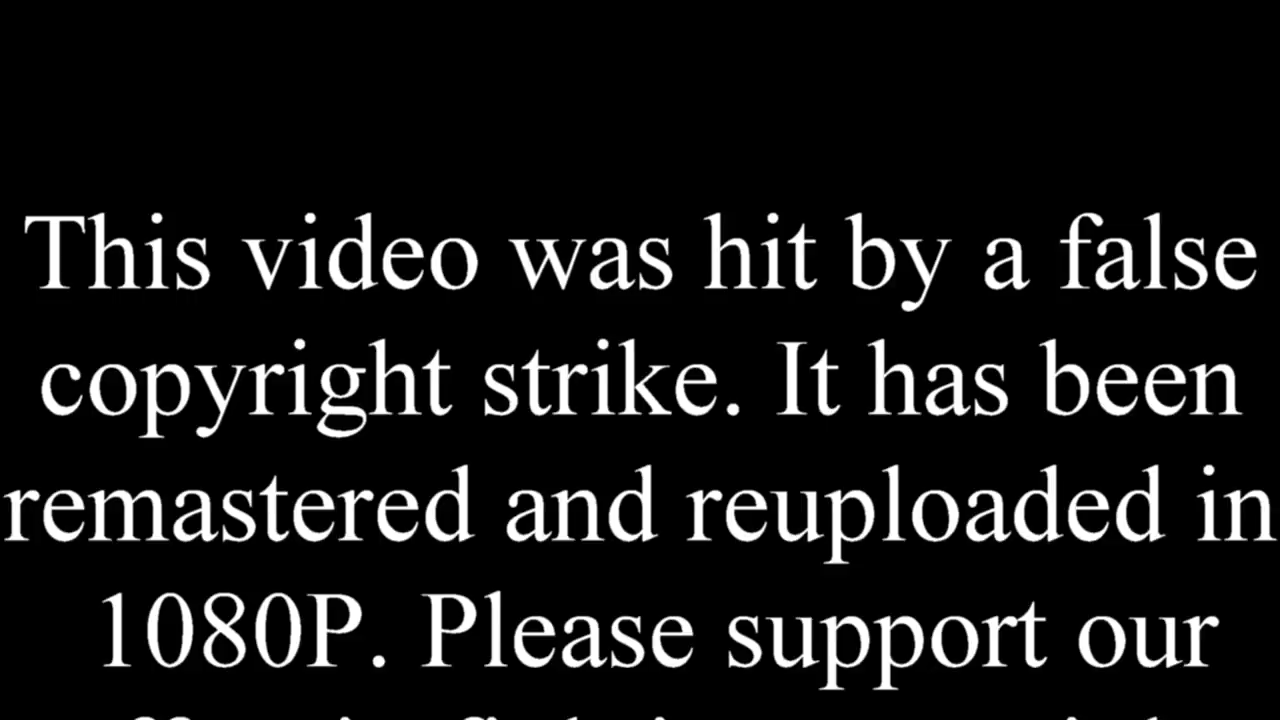 This video was hit by a false
copyright strike. It has been
remastered and reuploaded in
1080P. Please support our